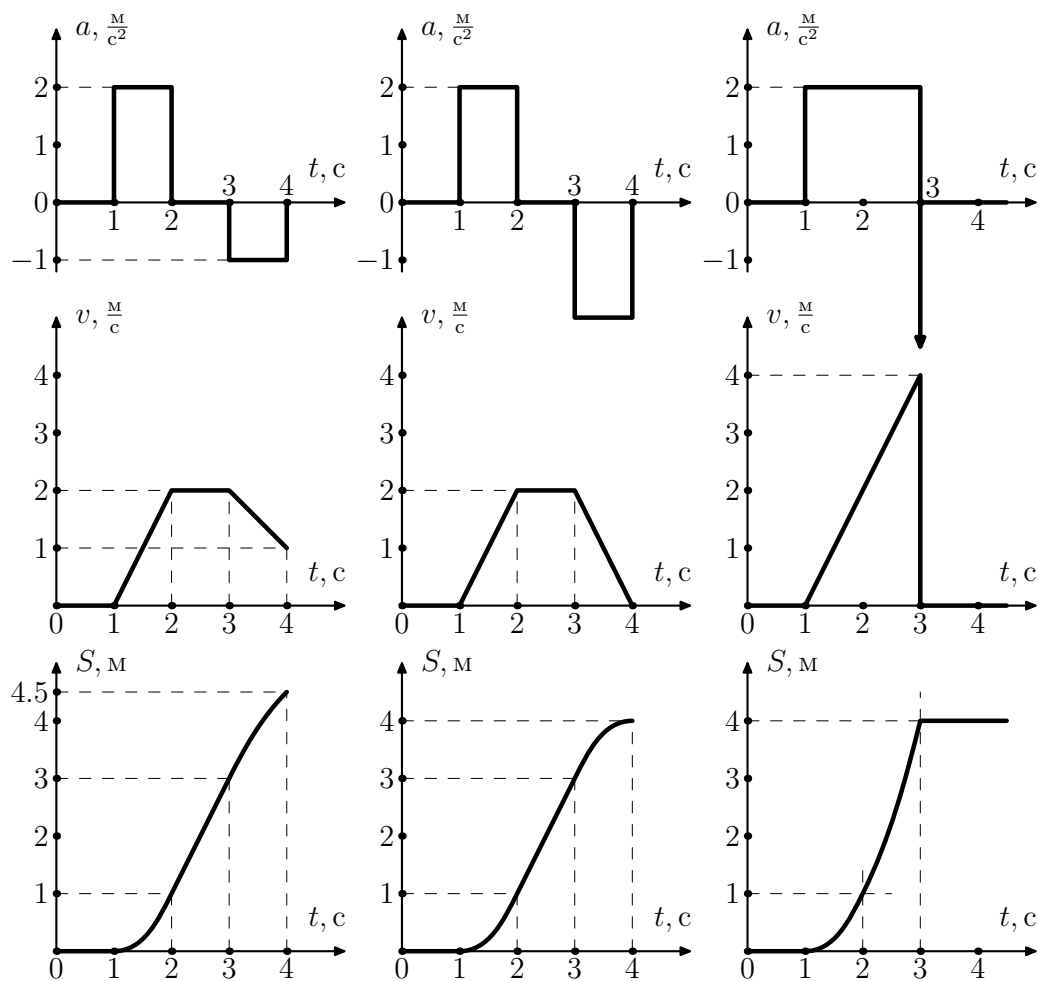 a, м/с² a, м/с² a, м/с²
2 2 2
1 1 1
3 4 t, с 3 4 t, с 3 t, с
0 0 0
1 2 1 2 1 2 4
−1 −1 −1
v, м/с v, м/с v, м/с
4 4 4
3 3 3
2 2 2
1 1 1
t, с t, с t, с
0 1 2 3 4 0 1 2 3 4 0 1 2 3 4
S, м S, м S, м
4.5
4 4 4
3 3 3
2 2 2
1 1 1
t, с t, с t, с
0 1 2 3 4 0 1 2 3 4 0 1 2 3 4